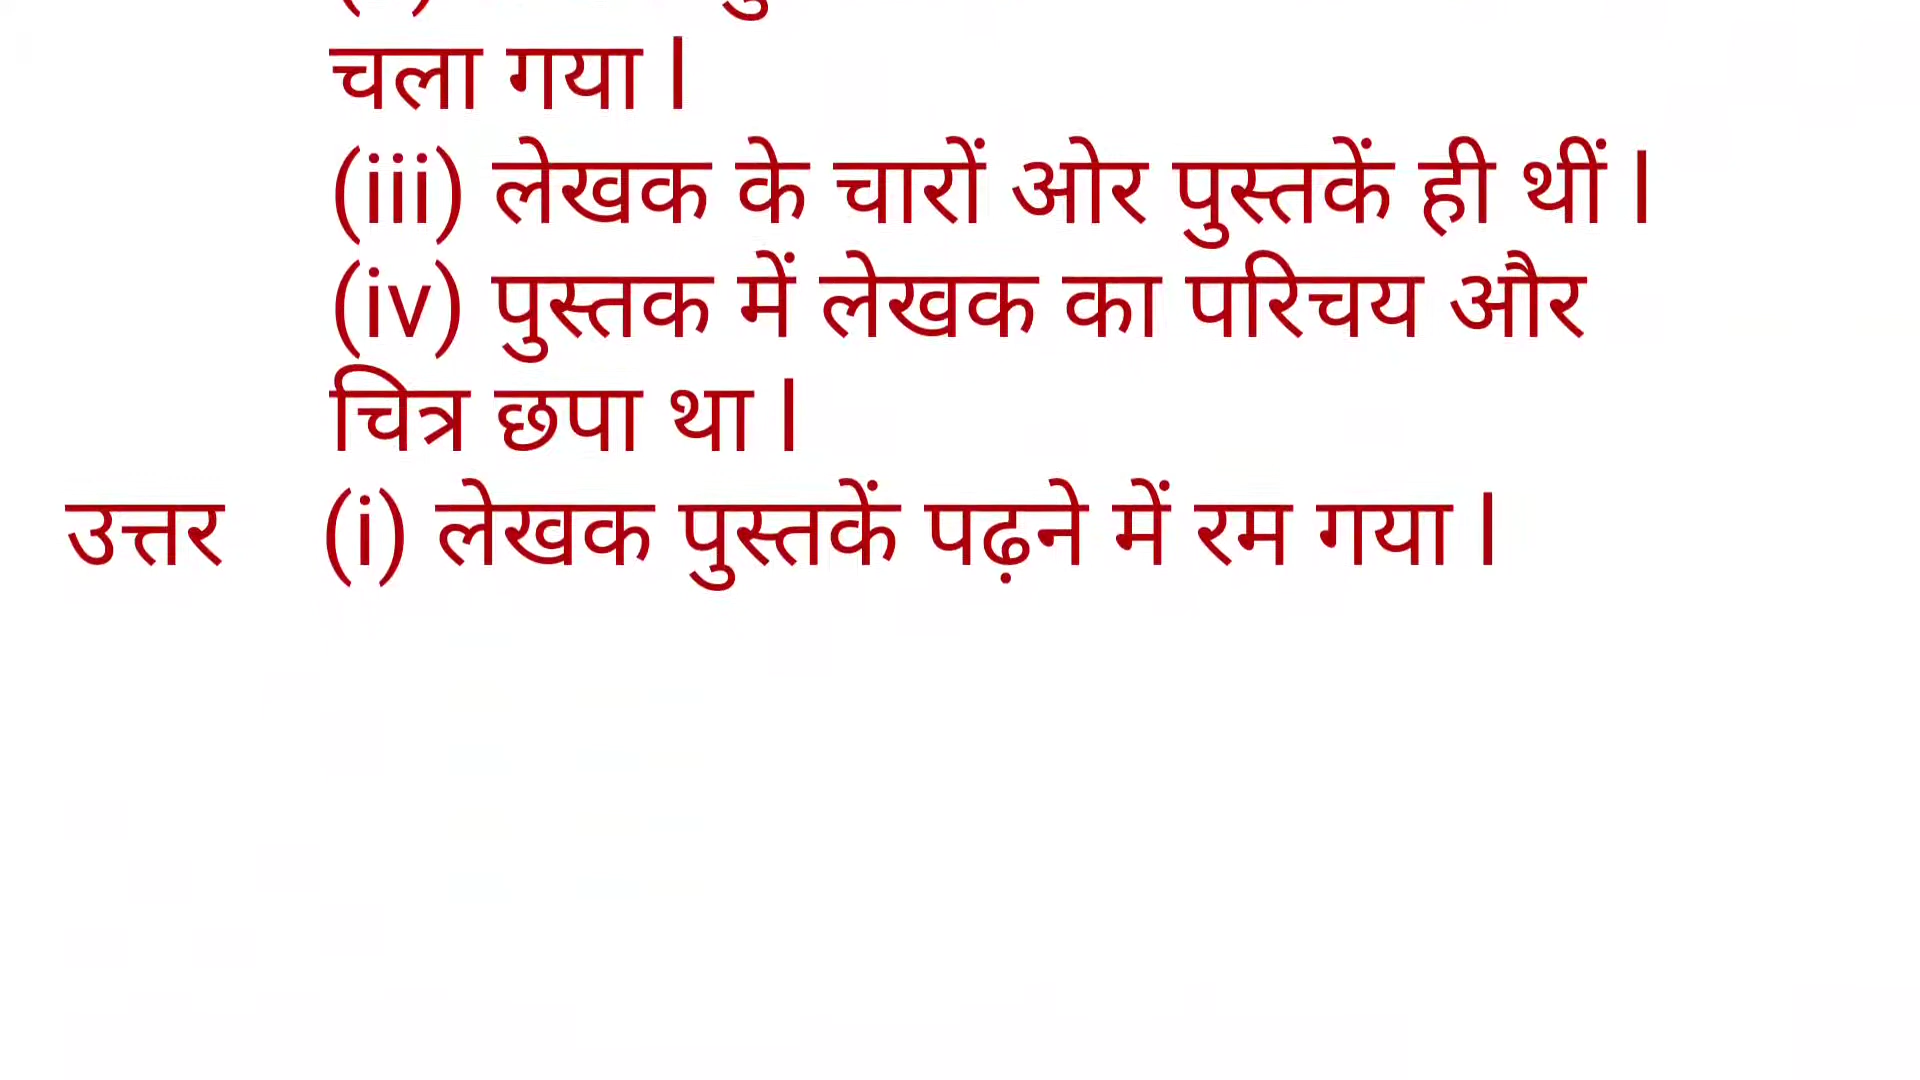 चला गया |
(iii) लेखक के चारों ओर पुस्तकें ही थीं |
(iv) पुस्तक में लेखक का परिचय और
चित्र छपा था |
उत्तर (i) लेखक पुस्तकें पढ़ने में रम गया |